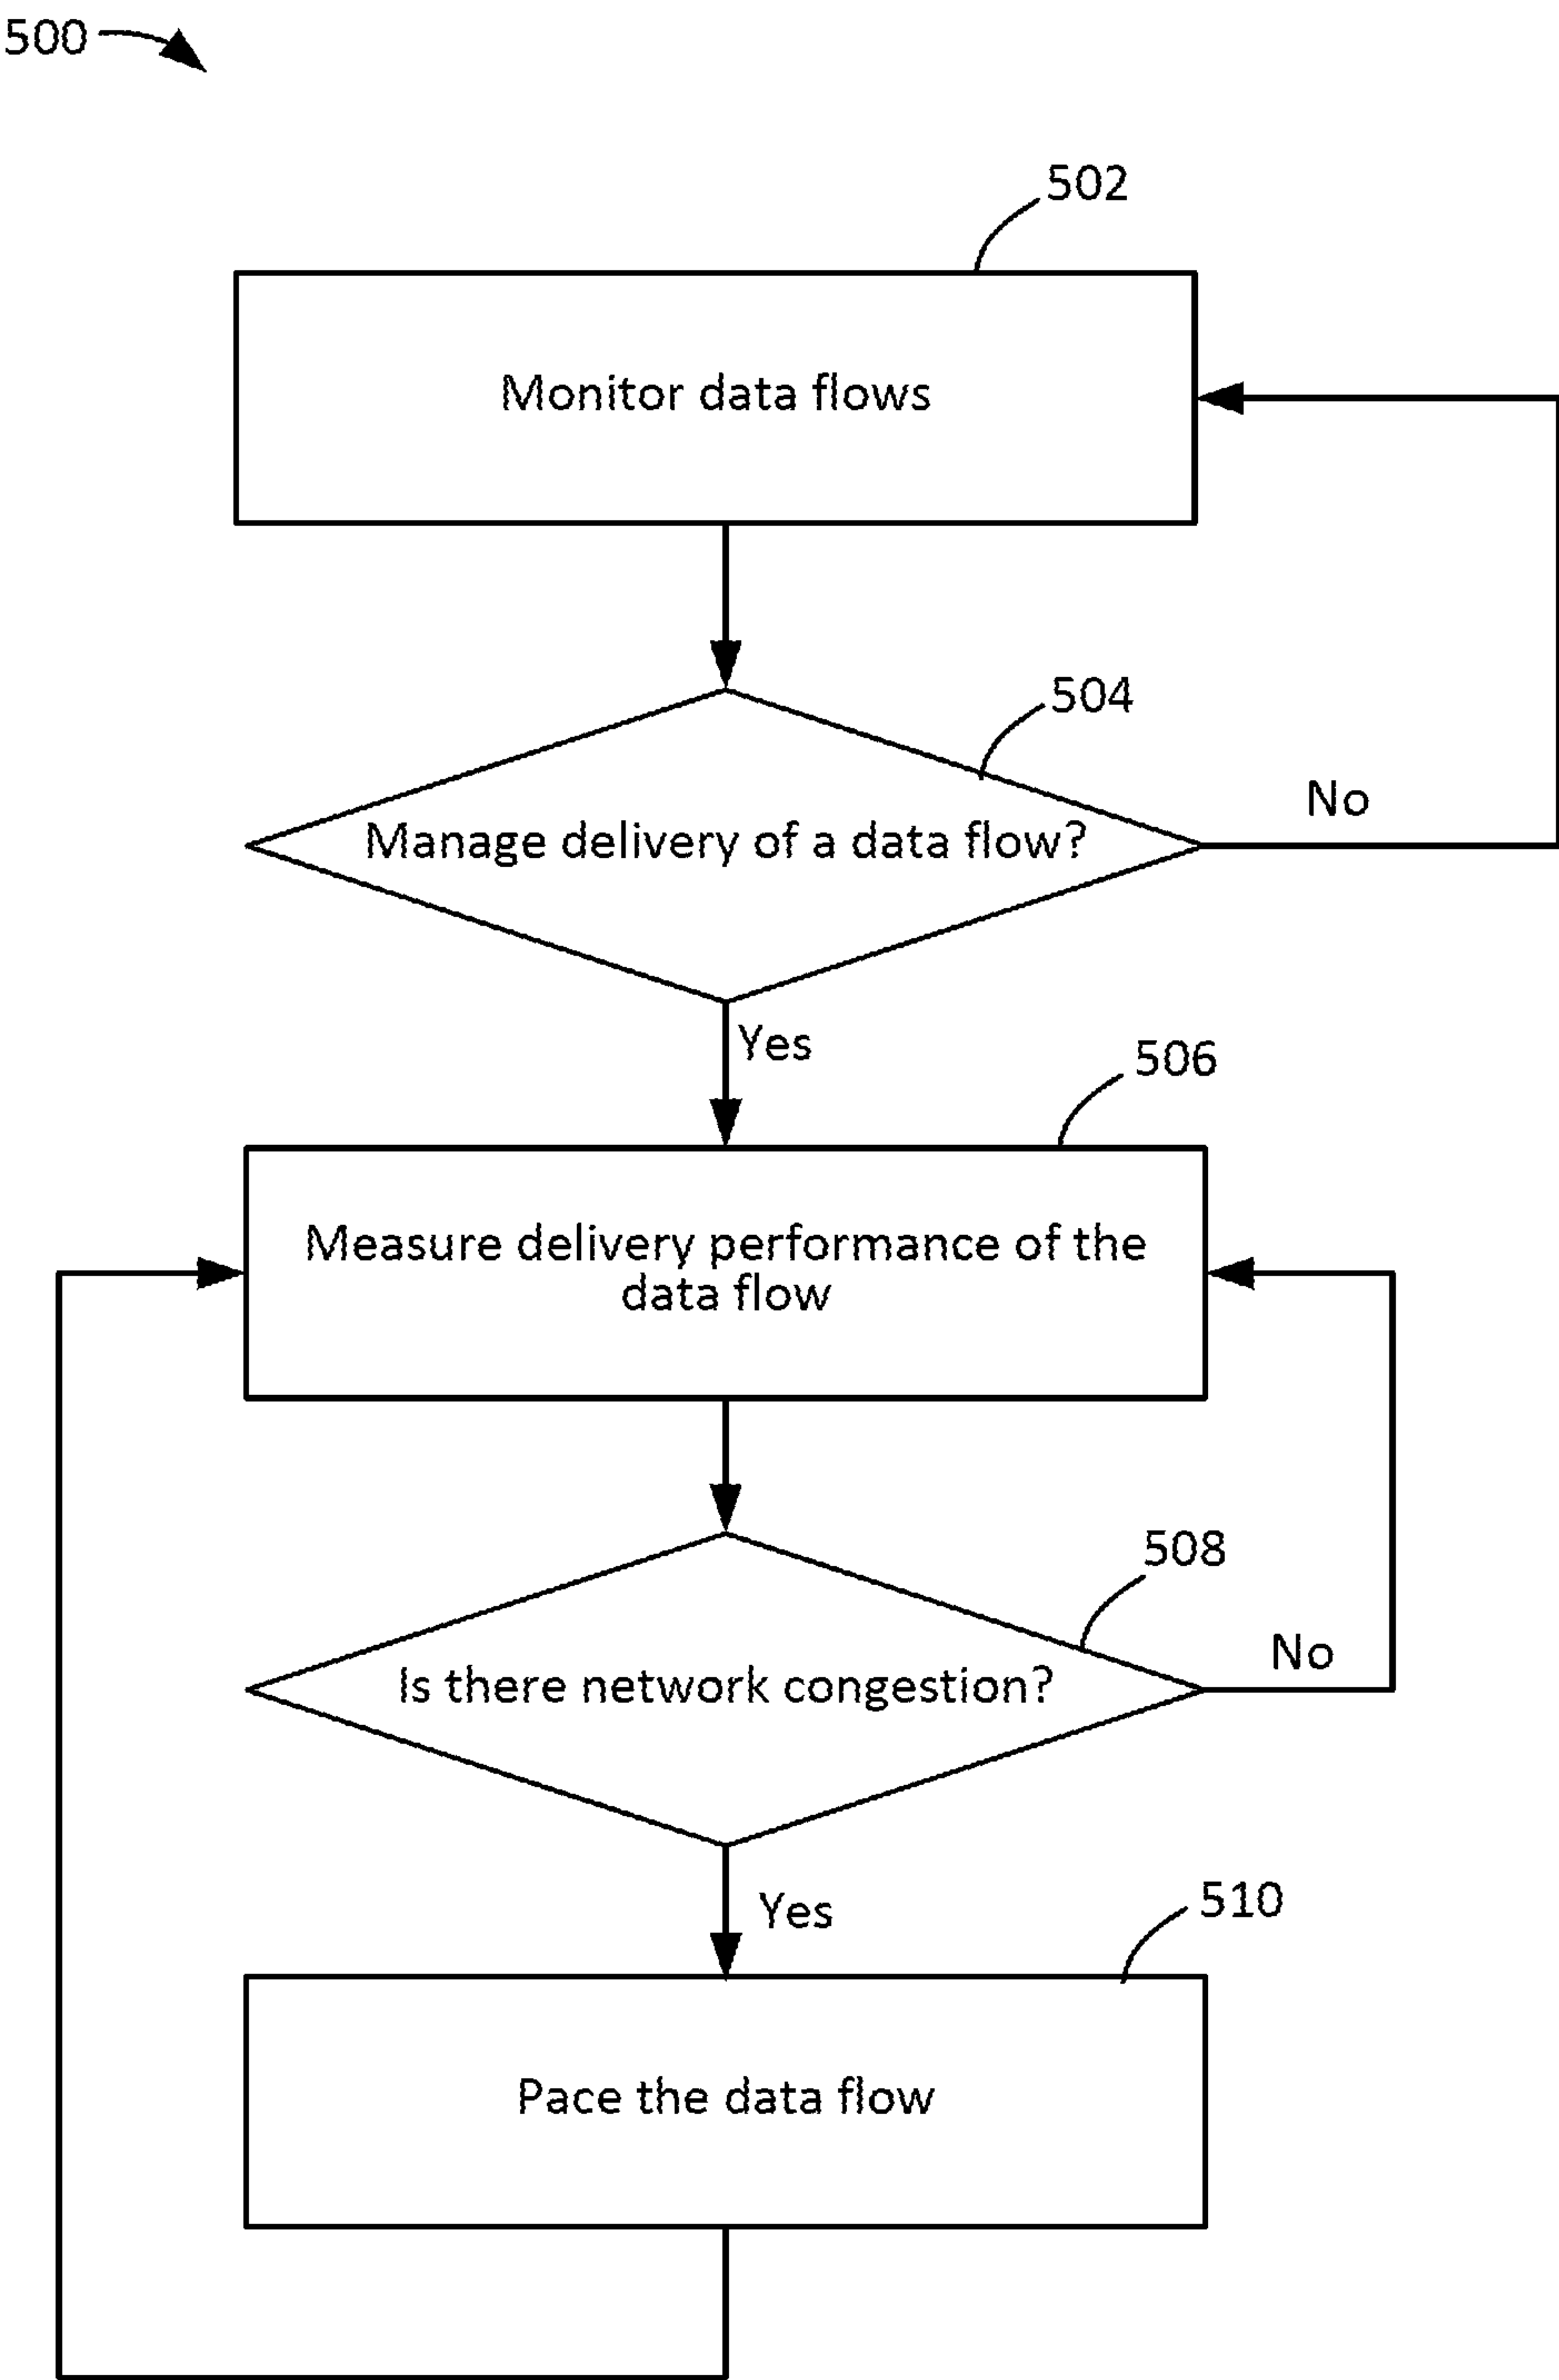 500
502
Monitor data flows
504
No
Manage delivery of a data flow?
Yes
506
Measure delivery performance of the
data flow
508
No
Is there network congestion?
Yes
510
Pace the data flow